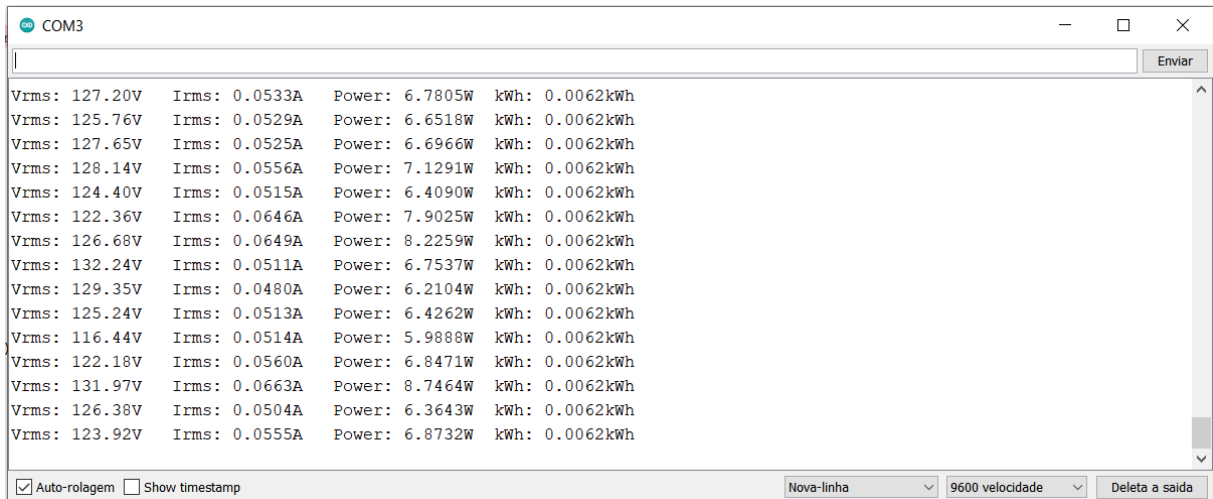 COM3
Enviar
Vrms: 127.20V Irms: 0.0533A Power: 6.7805W kWh: 0.0062kWh
Vrms: 125.76V Irms: 0.0529A Power: 6.6518W kWh: 0.0062kWh
Vrms: 127.65V Irms: 0.0525A Power: 6.6966W kWh: 0.0062kWh
Vrms: 128.14V Irms: 0.0556A Power: 7.1291W kWh: 0.0062kWh
Vrms: 124.40V Irms: 0.0515A Power: 6.4090W kWh: 0.0062kWh
Vrms: 122.36V Irms: 0.0646A Power: 7.9025W kWh: 0.0062kWh
Vrms: 126.68V Irms: 0.0649A Power: 8.2259W kWh: 0.0062kWh
Vrms: 132.24V Irms: 0.0511A Power: 6.7537W kWh: 0.0062kWh
Vrms: 129.35V Irms: 0.0480A Power: 6.2104W kWh: 0.0062kWh
Vrms: 125.24V Irms: 0.0513A Power: 6.4262W kWh: 0.0062kWh
Vrms: 116.44V Irms: 0.0514A Power: 5.9888W kWh: 0.0062kWh
Vrms: 122.18V Irms: 0.0560A Power: 6.8471W kWh: 0.0062kWh
Vrms: 131.97V Irms: 0.0663A Power: 8.7464W kWh: 0.0062kWh
Vrms: 126.38V Irms: 0.0504A Power: 6.3643W kWh: 0.0062kWh
Vrms: 123.92V Irms: 0.0555A Power: 6.8732W kWh: 0.0062kWh
Auto-rolagem Show timestamp Nova-linha 9600 velocidade Deleta a saida